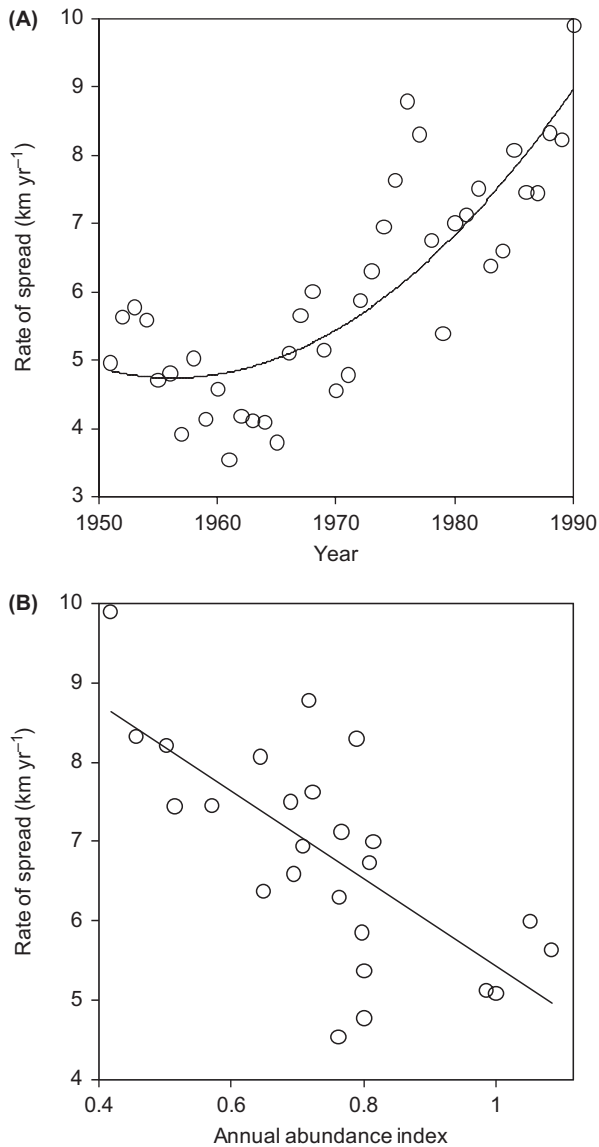 (A)
10
9
8
7
6
5
4
3
Rate of spread (km yr⁻¹)
1950 1960 1970 1980 1990
Year
(B)
10
9
8
7
6
5
4
Rate of spread (km yr⁻¹)
0.4 0.6 0.8 1
Annual abundance index